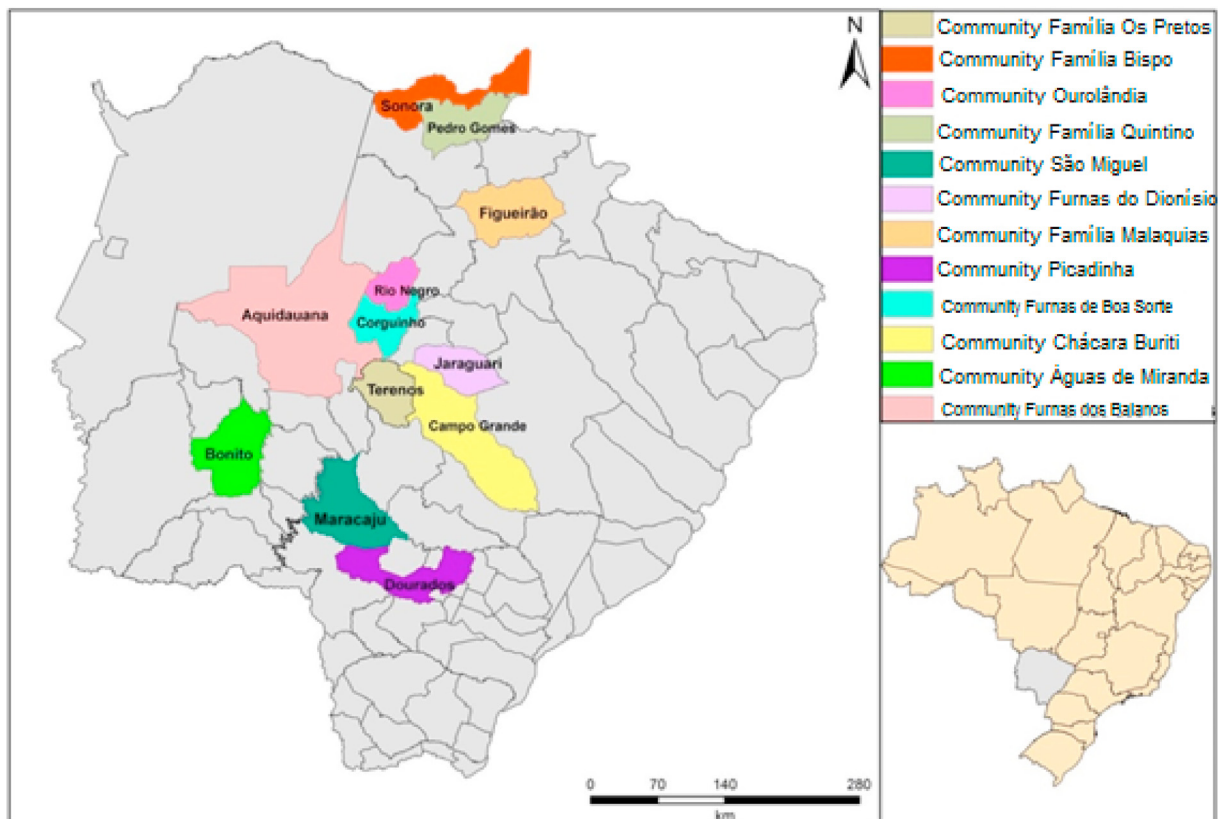 N
Sonora
Pedro Gomes
Figueirão
Rio Negro
Aquidauana
Corguinho
Jaraguari
Terenos
Campo Grande
Bonito
Maracaju
Dourados
0 70 140 280
km
Community Família Os Pretos
Community Família Bispo
Community Ourolândia
Community Família Quintino
Community São Miguel
Community Furnas do Dionísio
Community Família Malaquias
Community Picadinha
Community Furnas de Boa Sorte
Community Chácara Buriti
Community Águas de Miranda
Community Furnas dos Baianos